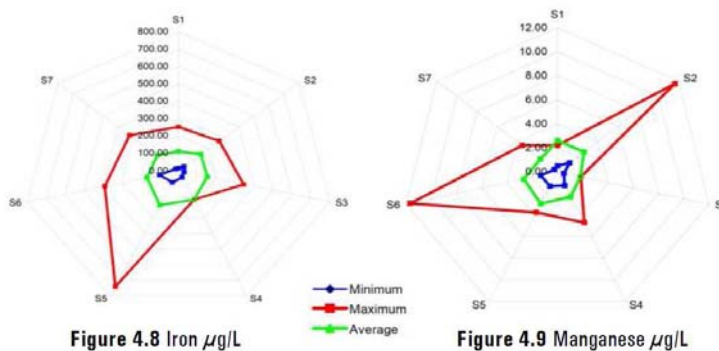 S1
800.00
700.00
600.00
500.00
400.00
300.00
200.00
100.00
0.00
S2
S3
S4
S5
S6
S7
Figure 4.8 Iron µg/L
Minimum
Maximum
Average
S1
12.00
10.00
8.00
6.00
4.00
2.00
0.00
S2
S4
S5
S6
S7
Figure 4.9 Manganese µg/L